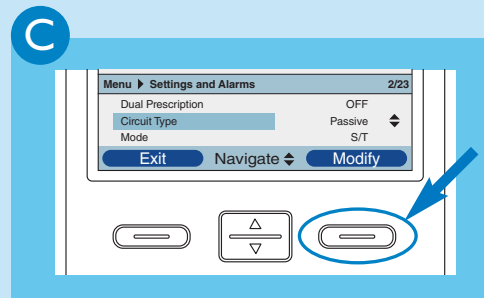 C
Menu Settings and Alarms 2/23
Dual Prescription OFF
Circuit Type Passive
Mode S/T
Exit Navigate Modify